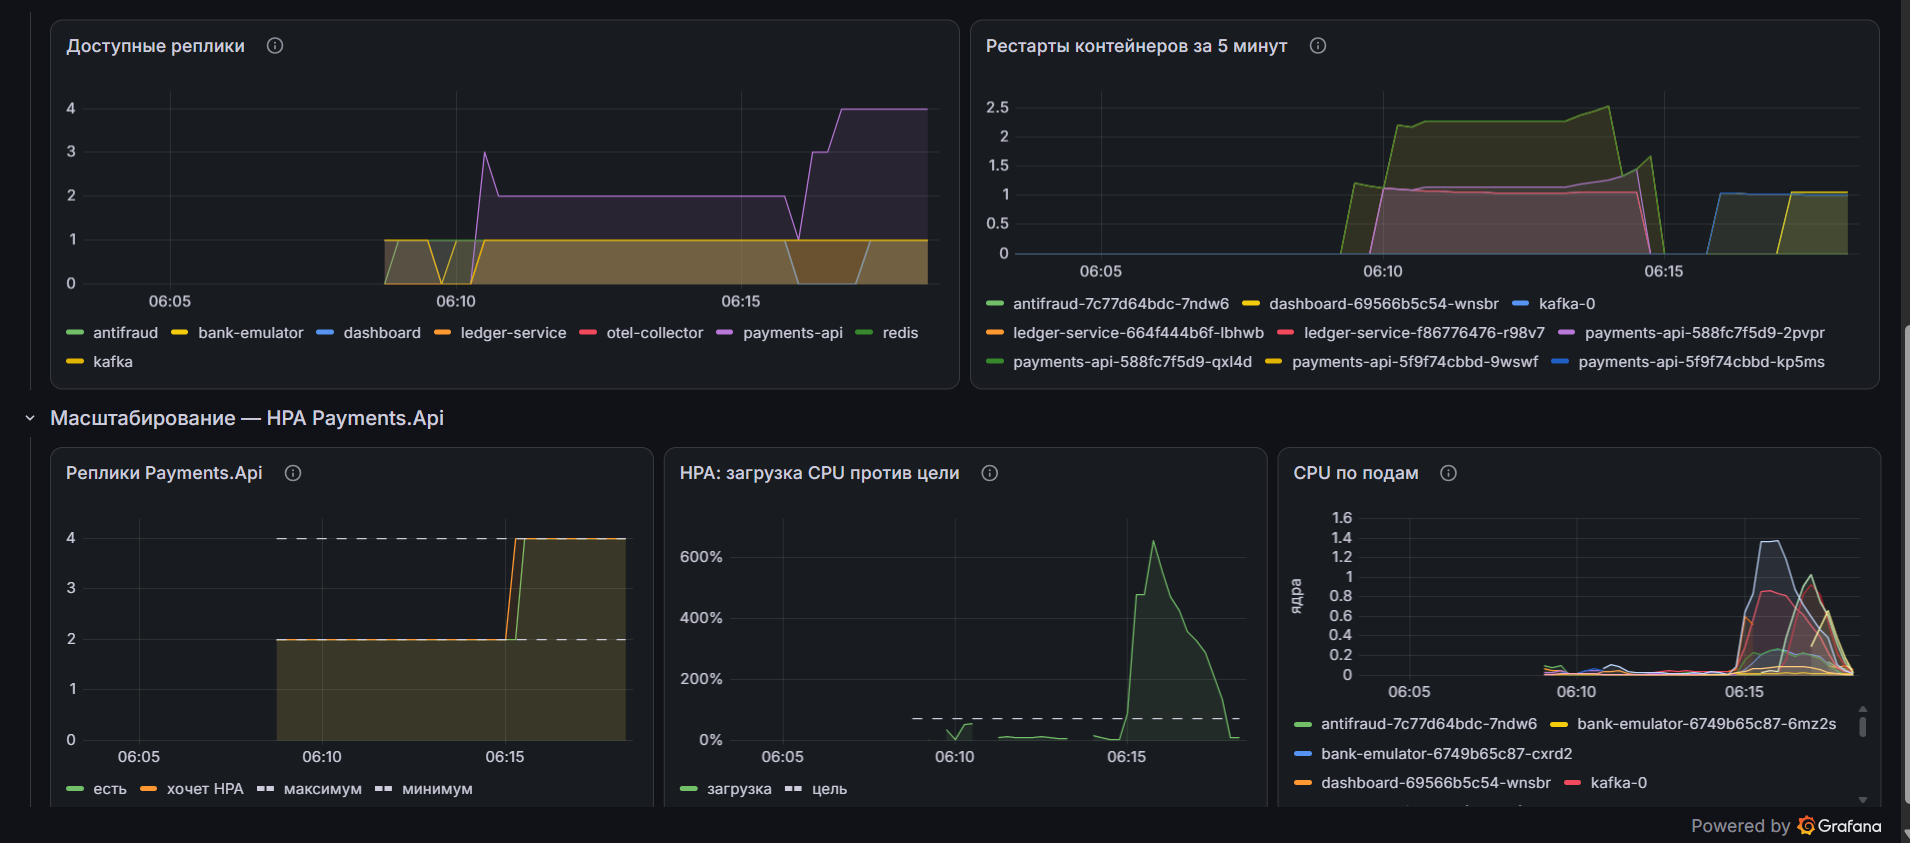 Доступные реплики
4
3
2
1
0
06:05 06:10 06:15
antifraud bank-emulator dashboard ledger-service otel-collector payments-api redis
kafka
Рестарты контейнеров за 5 минут
2.5
2
1.5
1
0.5
0
06:05 06:10 06:15
antifraud-7c77d64bdc-7ndw6 dashboard-69566b5c54-wnsbr kafka-0
ledger-service-664f444b6f-lbhwb ledger-service-f86776476-r98v7 payments-api-588fc7f5d9-2pvpr
payments-api-588fc7f5d9-qxl4d payments-api-5f9f74cbbd-9wswf payments-api-5f9f74cbbd-kp5ms
Масштабирование — HPA Payments.Api
Реплики Payments.Api
4
3
2
1
0
06:05 06:10 06:15
есть хочет HPA максимум минимум
HPA: загрузка CPU против цели
600%
400%
200%
0%
06:05 06:10 06:15
загрузка цель
CPU по подам
ядра
1.6
1.4
1.2
1
0.8
0.6
0.4
0.2
0
06:05 06:10 06:15
antifraud-7c77d64bdc-7ndw6 bank-emulator-6749b65c87-6mz2s
bank-emulator-6749b65c87-cxrd2
dashboard-69566b5c54-wnsbr kafka-0
Powered by Grafana